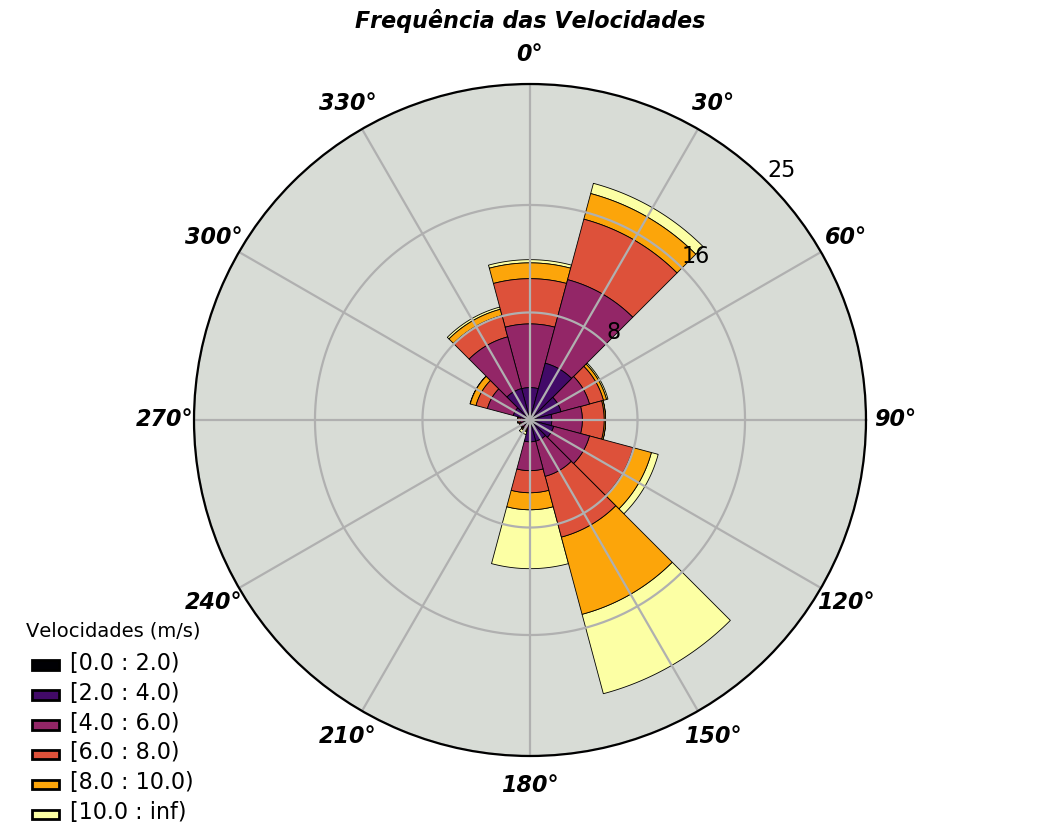 Frequência das Velocidades
0°
330°
30°
25
300°
60°
16
8
270°
90°
240°
120°
210°
150°
180°
Velocidades (m/s)
[0.0 : 2.0)
[2.0 : 4.0)
[4.0 : 6.0)
[6.0 : 8.0)
[8.0 : 10.0)
[10.0 : inf)